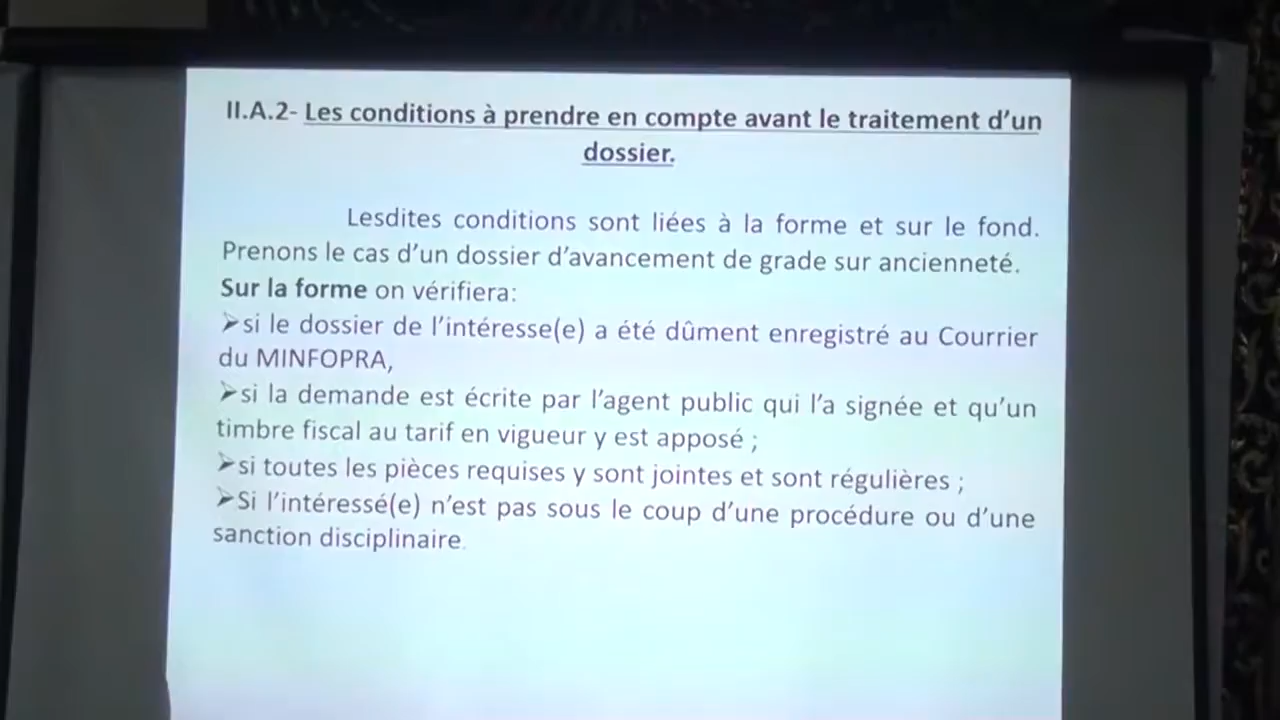 II.A.2- Les conditions à prendre en compte avant le traitement d’un
dossier.
Lesdites conditions sont liées à la forme et sur le fond.
Prenons le cas d’un dossier d’avancement de grade sur ancienneté.
Sur la forme on vérifiera:
➢si le dossier de l’intéresse(e) a été dûment enregistré au Courrier
du MINFOPRA,
➢si la demande est écrite par l’agent public qui l’a signée et qu’un
timbre fiscal au tarif en vigueur y est apposé ;
➢si toutes les pièces requises y sont jointes et sont régulières ;
➢Si l’intéressé(e) n’est pas sous le coup d’une procédure ou d’une
sanction disciplinaire.